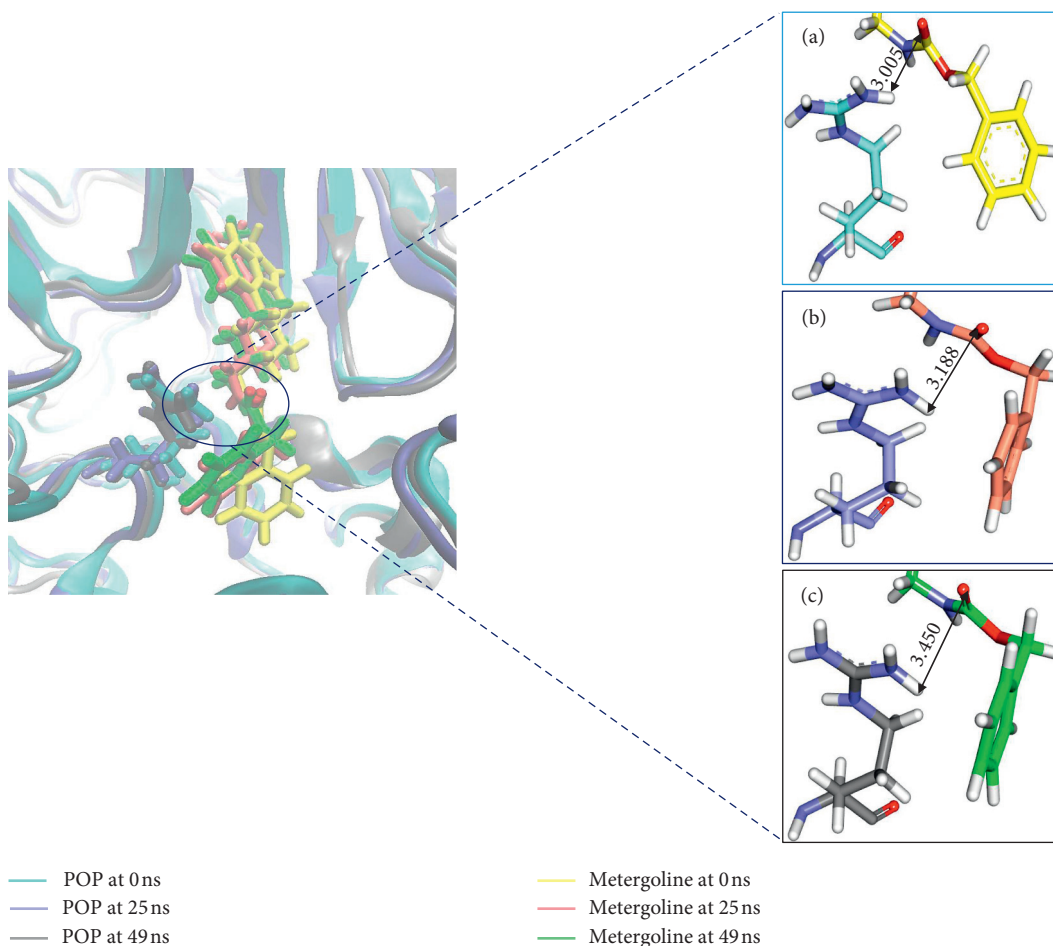 (a)
3.005
(b)
3.188
(c)
3.450
POP at 0 ns
POP at 25 ns
POP at 49 ns
Metergoline at 0 ns
Metergoline at 25 ns
Metergoline at 49 ns